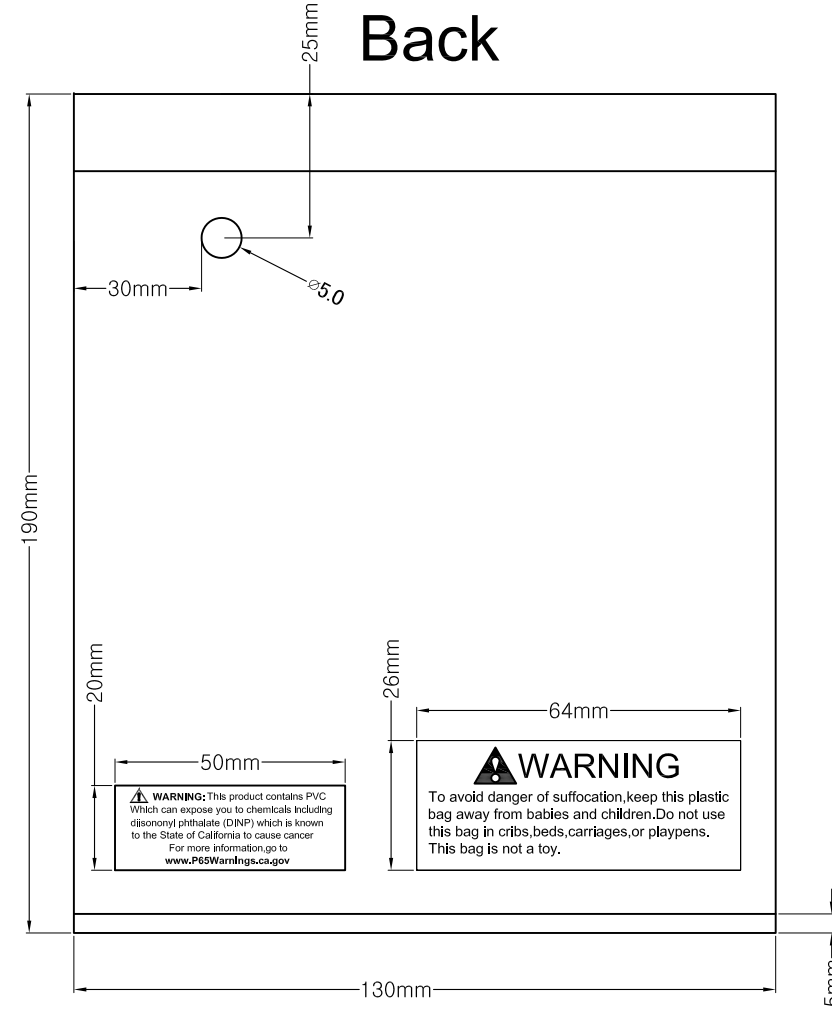 Back
25mm
30mm
⌀5.0
190mm
20mm
50mm
26mm
64mm
WARNING: This product contains PVC
Which can expose you to chemicals including
diisononyl phthalate (DINP) which is known
to the State of California to cause cancer
For more information,go to
www.P65Warnings.ca.gov
WARNING
To avoid danger of suffocation,keep this plastic
bag away from babies and children.Do not use
this bag in cribs,beds,carriages,or playpens.
This bag is not a toy.
130mm
5mm